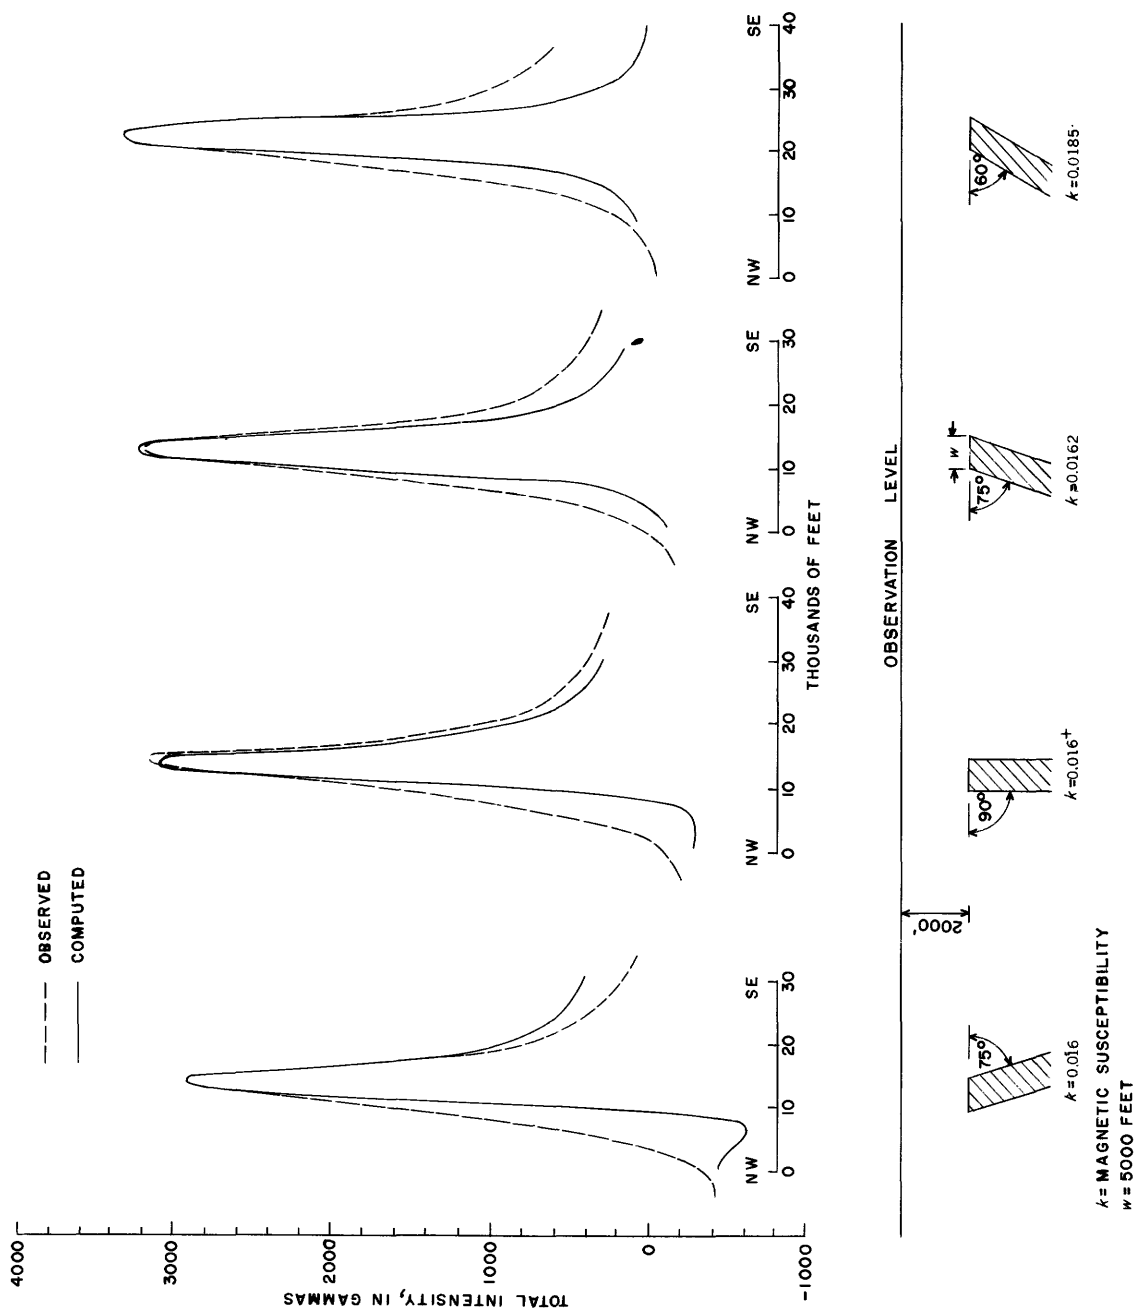 4000
3000
2000
1000
0
-1000
TOTAL INTENSITY, IN GAMMAS
OBSERVED
COMPUTED
NW SE
0 10 20 30
NW SE
0 10 20 30 40
NW SE
0 10 20 30
NW SE
0 10 20 30 40
THOUSANDS OF FEET
OBSERVATION LEVEL
2000'
75°
k=0.016
90°
k=0.016+
w
75°
k=0.0162
60°
k=0.0185
k= MAGNETIC SUSCEPTIBILITY
w= 5000 FEET